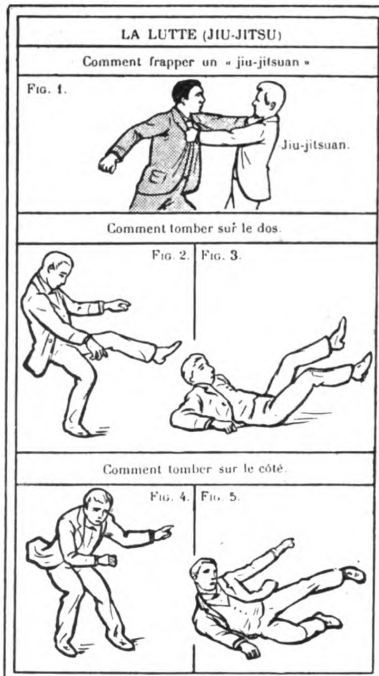 LA LUTTE (JIU-JITSU)
Comment frapper un « jiu-jitsuan »
FIG. 1.
Jiu-jitsuan.
Comment tomber sur le dos.
FIG. 2.
FIG. 3.
Comment tomber sur le côté.
FIG. 4.
FIG. 5.